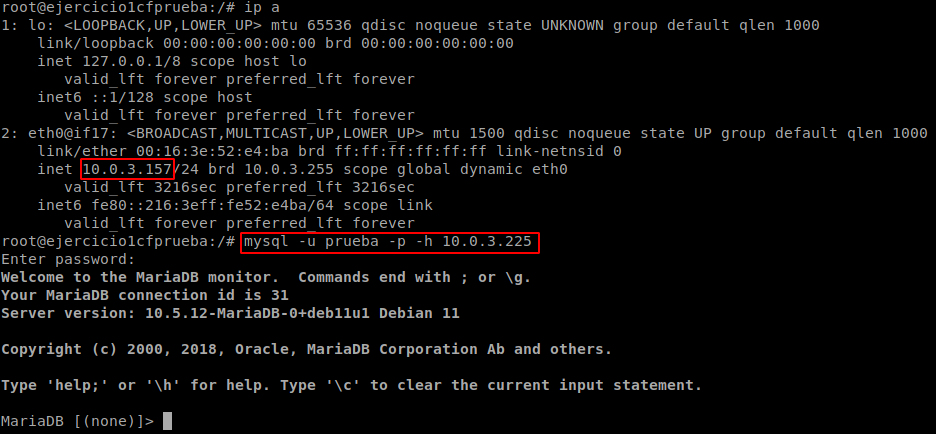 root@ejercicio1cfprueba:/# ip a
1: lo: <LOOPBACK,UP,LOWER_UP> mtu 65536 qdisc noqueue state UNKNOWN group default qlen 1000
    link/loopback 00:00:00:00:00:00 brd 00:00:00:00:00:00
    inet 127.0.0.1/8 scope host lo
       valid_lft forever preferred_lft forever
    inet6 ::1/128 scope host
       valid_lft forever preferred_lft forever
2: eth0@if17: <BROADCAST,MULTICAST,UP,LOWER_UP> mtu 1500 qdisc noqueue state UP group default qlen 1000
    link/ether 00:16:3e:52:e4:ba brd ff:ff:ff:ff:ff:ff link-netnsid 0
    inet 10.0.3.157/24 brd 10.0.3.255 scope global dynamic eth0
       valid_lft 3216sec preferred_lft 3216sec
    inet6 fe80::216:3eff:fe52:e4ba/64 scope link
       valid_lft forever preferred_lft forever
root@ejercicio1cfprueba:/# mysql -u prueba -p -h 10.0.3.225
Enter password:
Welcome to the MariaDB monitor.  Commands end with ; or \g.
Your MariaDB connection id is 31
Server version: 10.5.12-MariaDB-0+deb11u1 Debian 11

Copyright (c) 2000, 2018, Oracle, MariaDB Corporation Ab and others.

Type 'help;' or '\h' for help. Type '\c' to clear the current input statement.

MariaDB [(none)]>